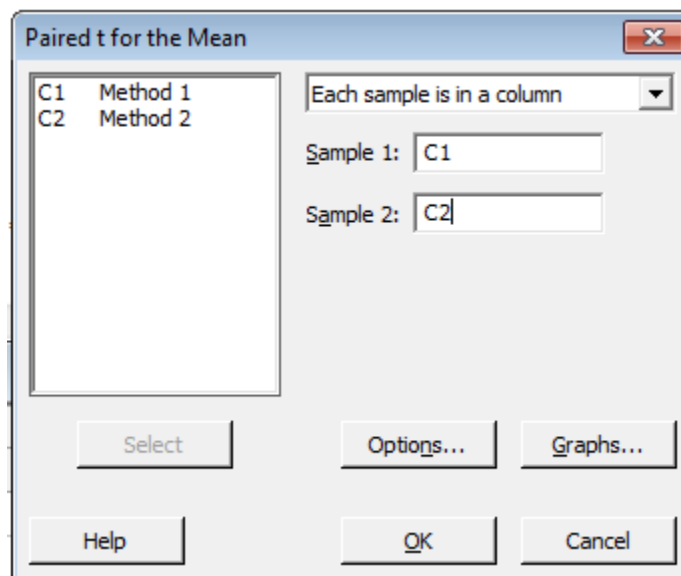 Paired t for the Mean
C1 Method 1
C2 Method 2
Each sample is in a column
Sample 1: C1
Sample 2: C2
Select
Options...
Graphs...
Help
OK
Cancel